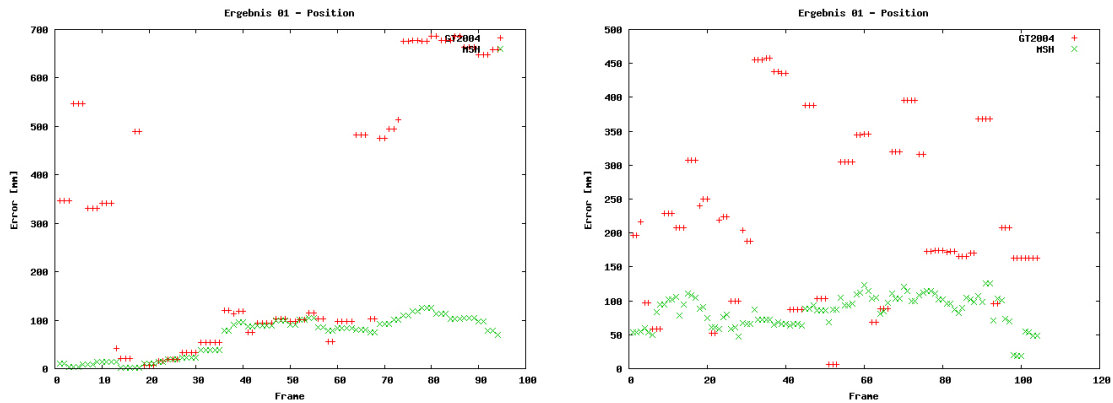 Ergebnis 01 - Position
700
600
500
400
300
200
100
0
Error [mm]
0 10 20 30 40 50 60 70 80 90 100
Frame
GT2004
MSH
Ergebnis 01 - Position
500
450
400
350
300
250
200
150
100
50
0
Error [mm]
0 20 40 60 80 100 120
Frame
GT2004
MSH